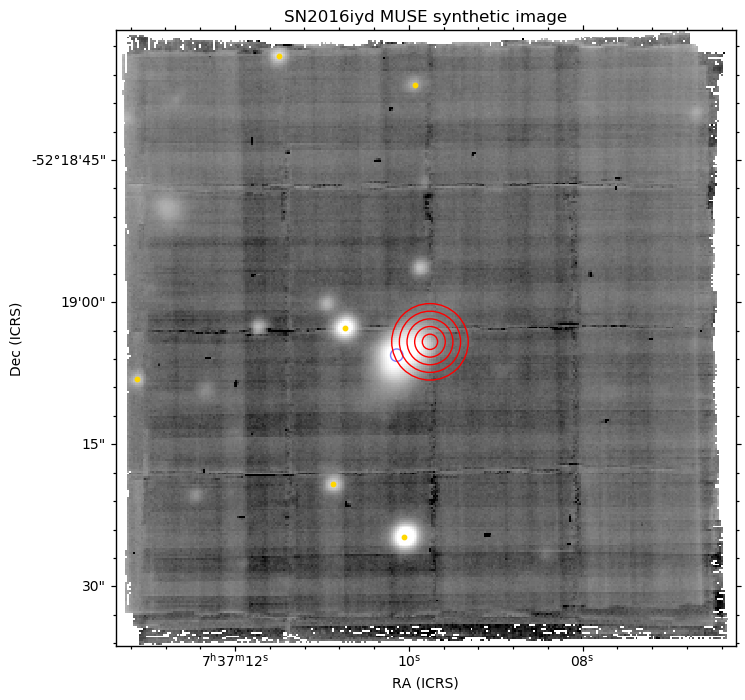 SN2016iyd MUSE synthetic image
-52°18'45"
19'00"
15"
30"
Dec (ICRS)
7ʰ37ᵐ12ˢ
10ˢ
08ˢ
RA (ICRS)